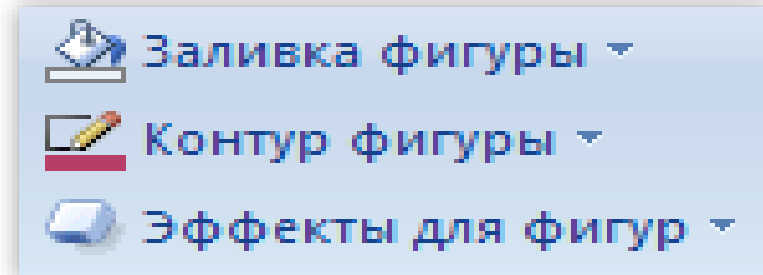 Заливка фигуры
Контур фигуры
Эффекты для фигур